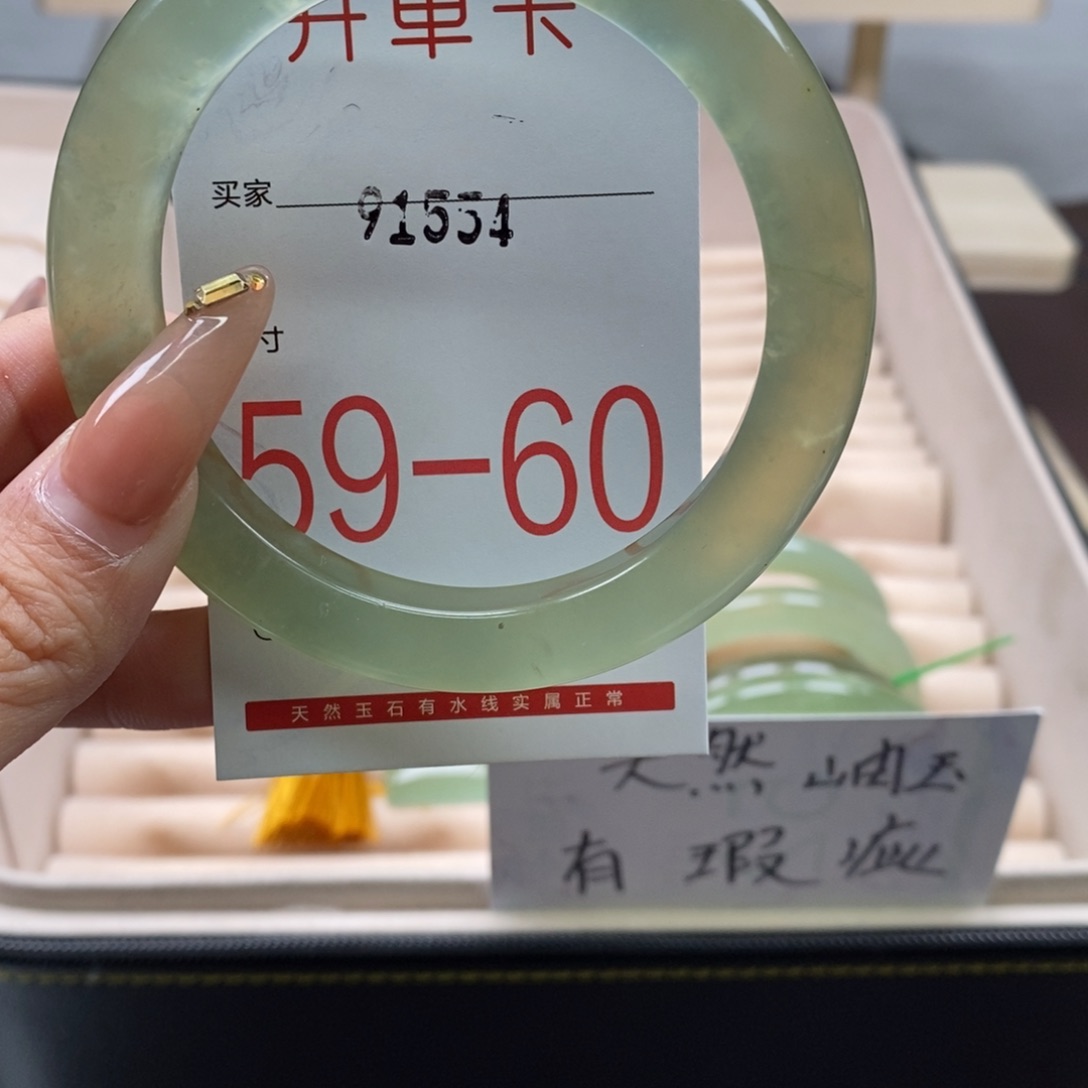 开单卡
买家 91554
寸
59-60
天然玉石有水线实属正常
天然 岫玉
有 瑕 疵